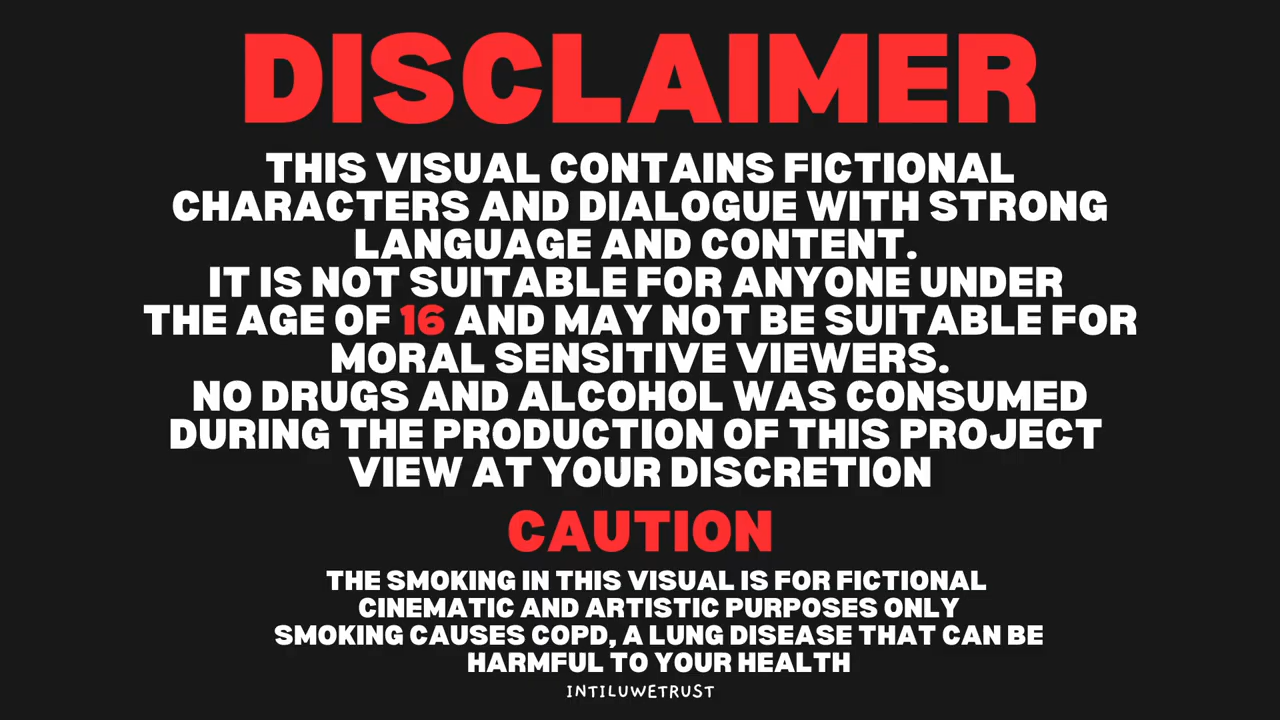 DISCLAIMER
THIS VISUAL CONTAINS FICTIONAL
CHARACTERS AND DIALOGUE WITH STRONG
LANGUAGE AND CONTENT.
IT IS NOT SUITABLE FOR ANYONE UNDER
THE AGE OF 16 AND MAY NOT BE SUITABLE FOR
MORAL SENSITIVE VIEWERS.
NO DRUGS AND ALCOHOL WAS CONSUMED
DURING THE PRODUCTION OF THIS PROJECT
VIEW AT YOUR DISCRETION
CAUTION
THE SMOKING IN THIS VISUAL IS FOR FICTIONAL
CINEMATIC AND ARTISTIC PURPOSES ONLY
SMOKING CAUSES COPD, A LUNG DISEASE THAT CAN BE
HARMFUL TO YOUR HEALTH
INTILUWETRUST